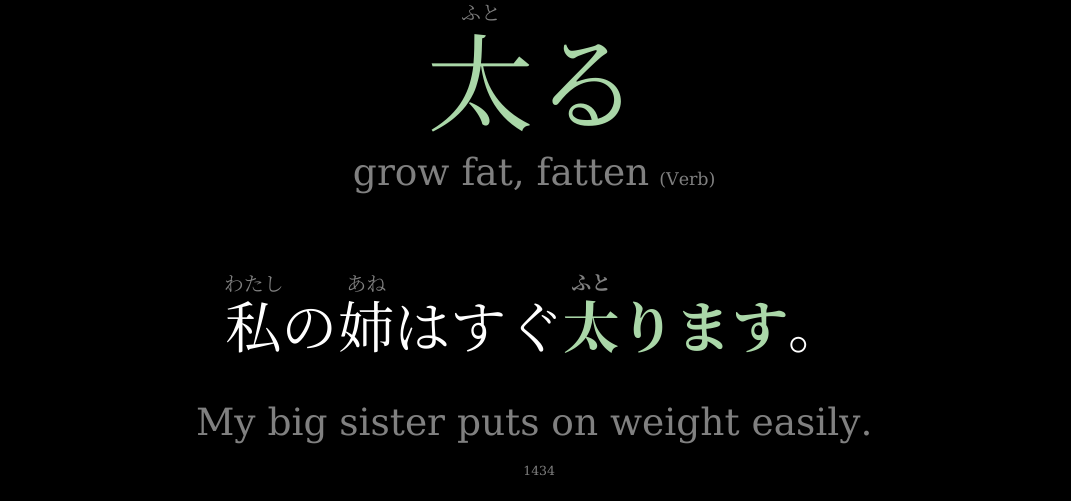 ふと
太る
grow fat, fatten (Verb)
わたし あね ふと
私の姉はすぐ太ります。
My big sister puts on weight easily.
1434